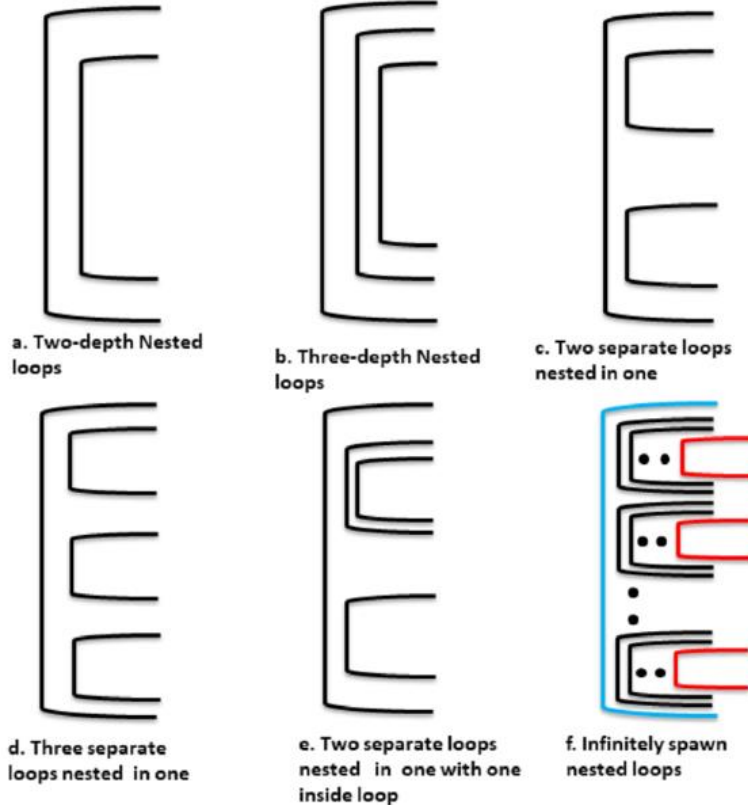 a. Two-depth Nested
loops
b. Three-depth Nested
loops
c. Two separate loops
nested in one
d. Three separate
loops nested in one
e. Two separate loops
nested in one with one
inside loop
f. Infinitely spawn
nested loops